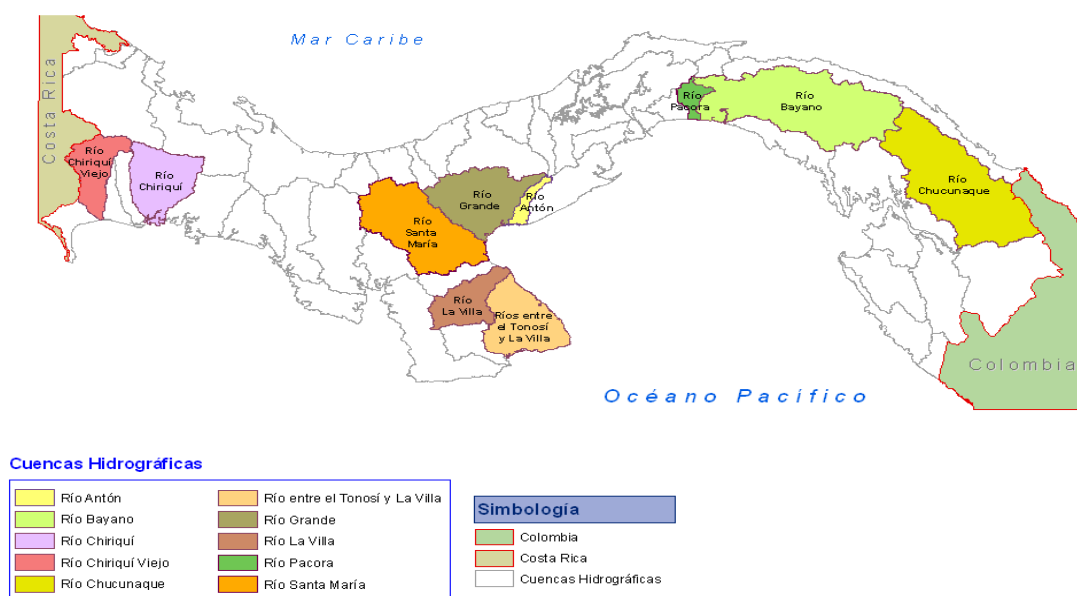 Mar Caribe
Costa Rica
Río
Chiriquí
Viejo
Río
Chiriquí
Río
Santa
María
Río
Grande
Río
Antón
Río
La Villa
Ríos entre
el Tonosí
y La Villa
Río
Pacora
Río
Bayano
Río
Chucunaque
Colombia
Océano Pacífico
Cuencas Hidrográficas
Río Antón
Río Bayano
Río Chiriquí
Río Chiriquí Viejo
Río Chucunaque
Río entre el Tonosí y La Villa
Río Grande
Río La Villa
Río Pacora
Río Santa María
Simbología
Colombia
Costa Rica
Cuencas Hidrográficas